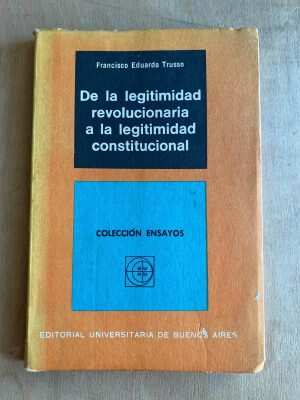 Francisco Eduardo Trusso
De la legitimidad
revolucionaria
a la legitimidad
constitucional
COLECCIÓN ENSAYOS
EDITORIAL UNIVERSITARIA DE BUENOS AIRES